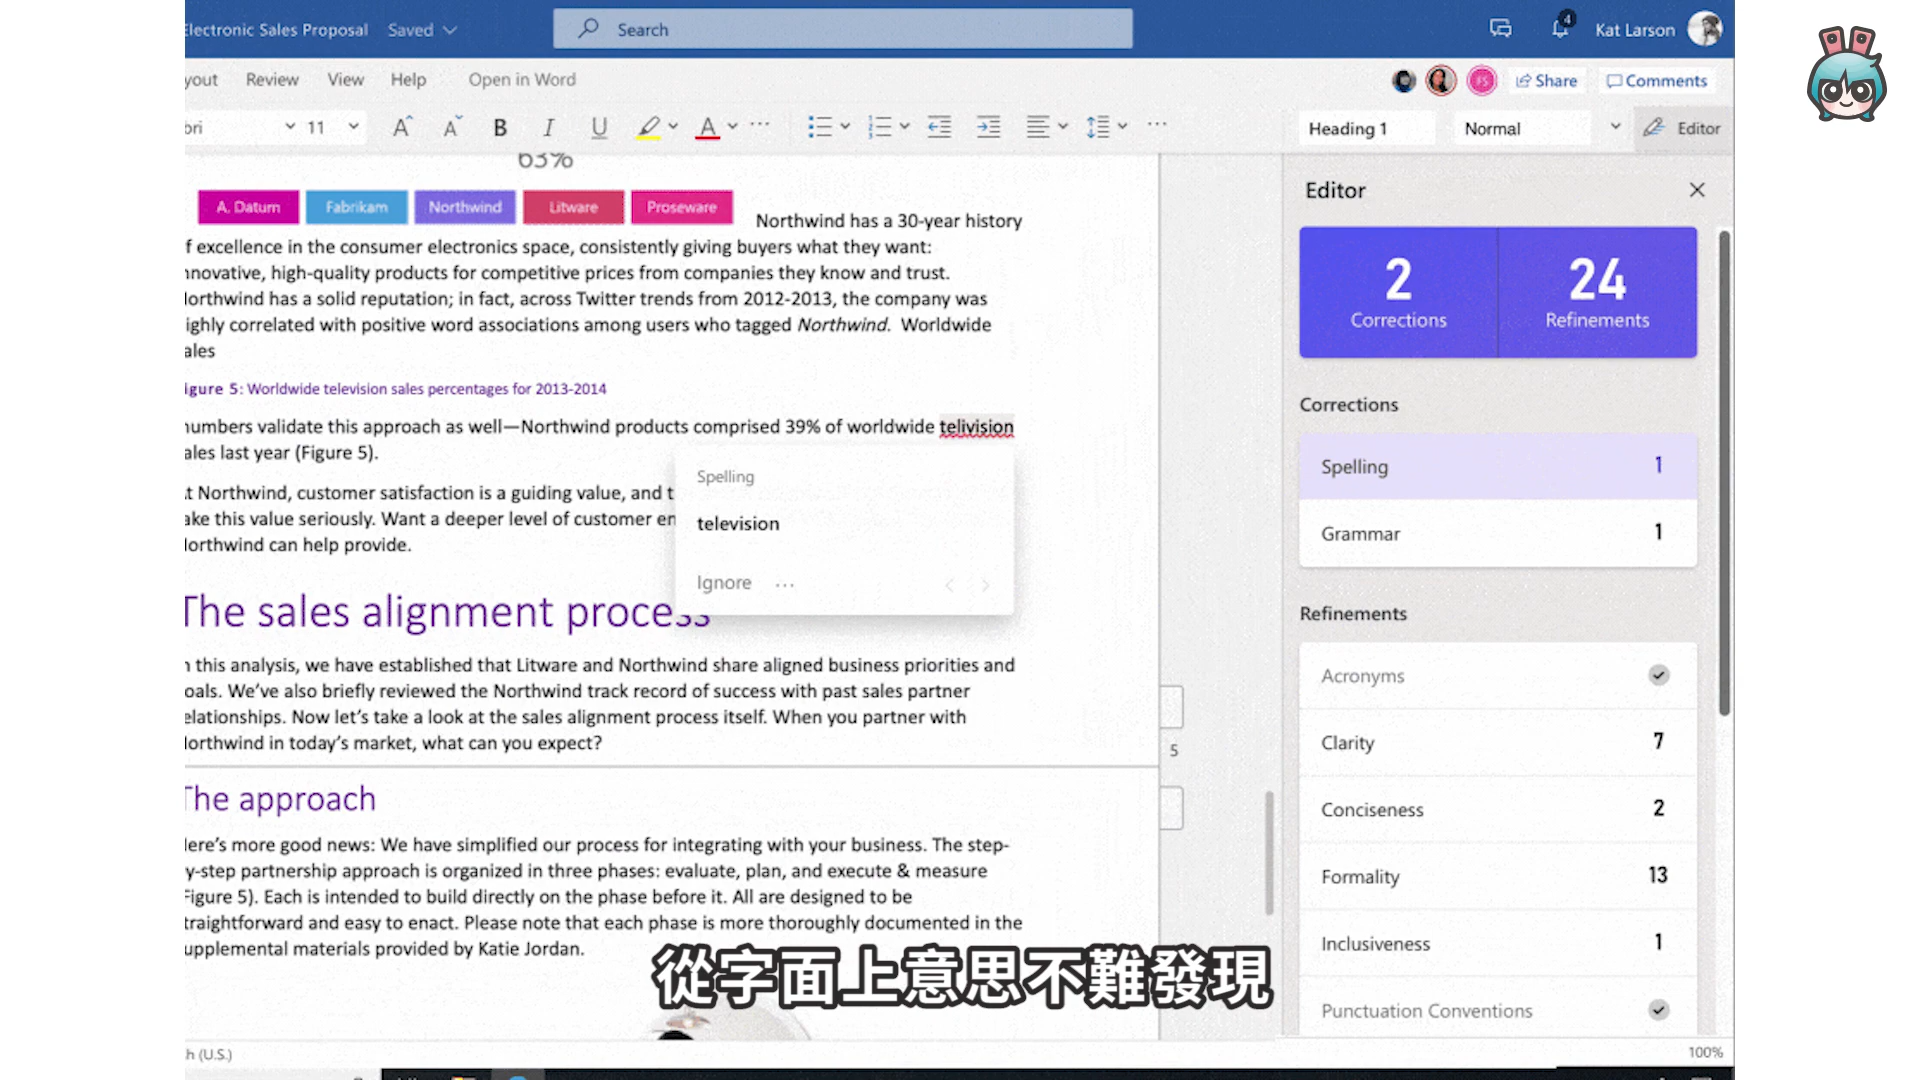 Electronic Sales Proposal Saved
Search
4
Kat Larson
yout Review View Help Open in Word
FS
Share
Comments
bri 11 A A B I U A
Heading 1 Normal Editor
63%
A. Datum Fabrikam Northwind Litware Proseware
Northwind has a 30-year history
f excellence in the consumer electronics space, consistently giving buyers what they want:
nnovative, high-quality products for competitive prices from companies they know and trust.
Northwind has a solid reputation; in fact, across Twitter trends from 2012-2013, the company was
ighly correlated with positive word associations among users who tagged Northwind. Worldwide
ales
igure 5: Worldwide television sales percentages for 2013-2014
numbers validate this approach as well—Northwind products comprised 39% of worldwide telivision
ales last year (Figure 5).
t Northwind, customer satisfaction is a guiding value, and t
ake this value seriously. Want a deeper level of customer en
Northwind can help provide.
Spelling
television
Ignore ...
The sales alignment process
n this analysis, we have established that Litware and Northwind share aligned business priorities and
oals. We've also briefly reviewed the Northwind track record of success with past sales partner
elationships. Now let's take a look at the sales alignment process itself. When you partner with
Northwind in today's market, what can you expect?
5
The approach
Here's more good news: We have simplified our process for integrating with your business. The step-
y-step partnership approach is organized in three phases: evaluate, plan, and execute & measure
Figure 5). Each is intended to build directly on the phase before it. All are designed to be
traightforward and easy to enact. Please note that each phase is more thoroughly documented in the
upplemental materials provided by Katie Jordan.
Editor
2 24
Corrections Refinements
Corrections
Spelling 1
Grammar 1
Refinements
Acronyms
Clarity 7
Conciseness 2
Formality 13
Inclusiveness 1
Punctuation Conventions
從字面上意思不難發現
h (U.S.)
100%